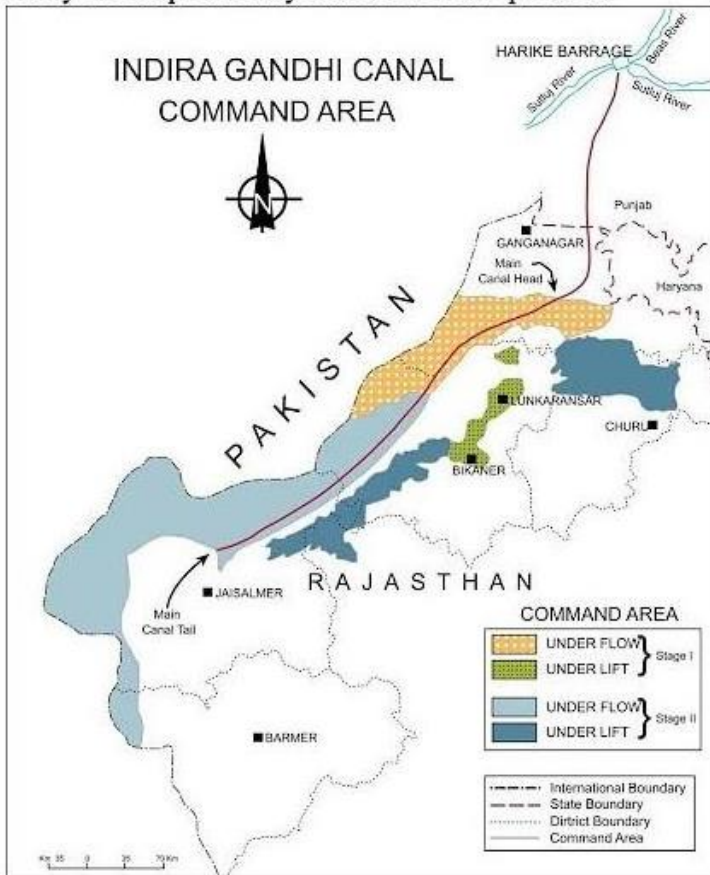 INDIRA GANDHI CANAL
COMMAND AREA
N
HARIKE BARRAGE
Beas River
Sutluj River
Sutluj River
Punjab
GANGANAGAR
Main
Canal Head
Haryana
PAKISTAN
LUNKARANSAR
CHURU
BIKANER
RAJASTHAN
JAISALMER
Main
Canal Tail
BARMER
COMMAND AREA
UNDER FLOW
UNDER LIFT
Stage I
UNDER FLOW
UNDER LIFT
Stage II
International Boundary
State Boundary
Dirtrict Boundary
Command Area
Km 35 0 35 70 Km